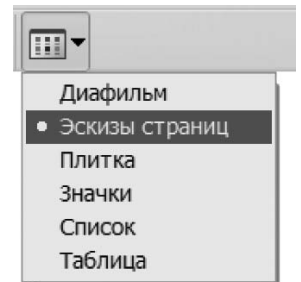 Диафильм
Эскизы страниц
Плитка
Значки
Список
Таблица